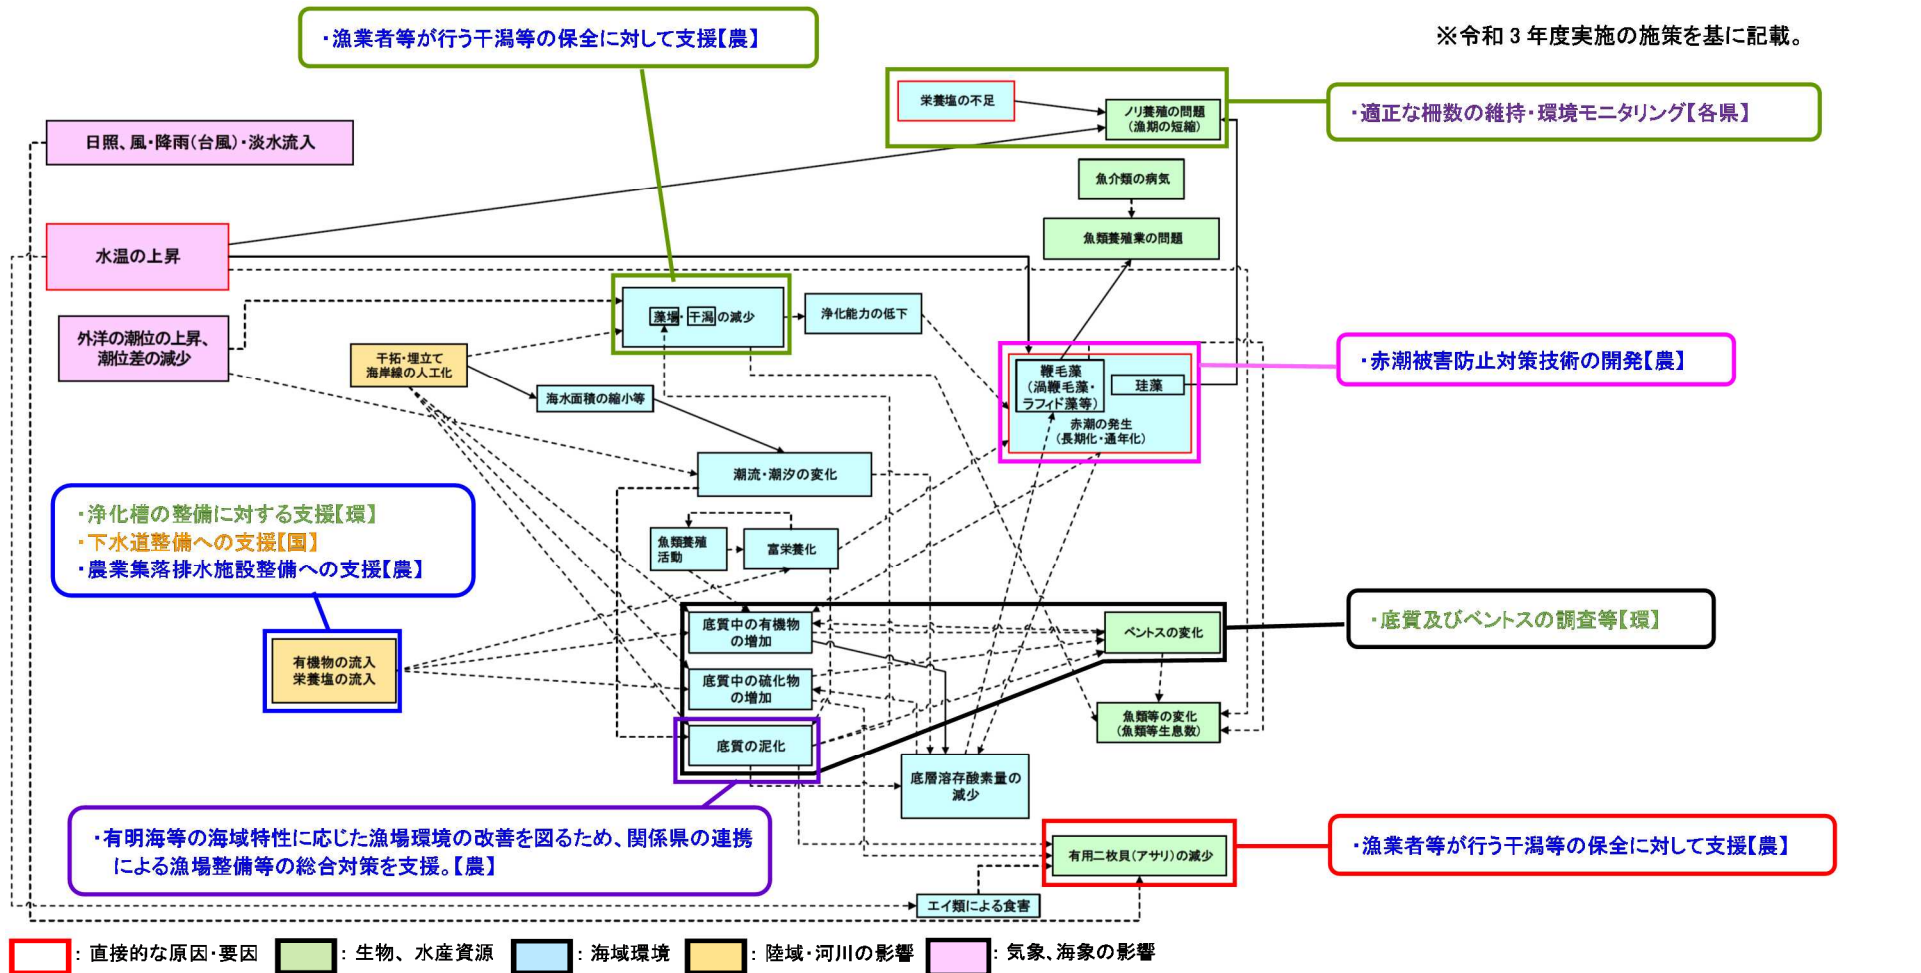 ・漁業者等が行う干潟等の保全に対して支援【農】
※令和3年度実施の施策を基に記載。
栄養塩の不足
ノリ養殖の問題
(漁期の短縮)
・適正な柵数の維持・環境モニタリング【各県】
日照、風・降雨(台風)・淡水流入
魚介類の病気
水温の上昇
魚類養殖業の問題
藻場・干潟の減少
浄化能力の低下
外洋の潮位の上昇、
潮位差の減少
干拓・埋立て
海岸線の人工化
海水面積の縮小等
鞭毛藻
(渦鞭毛藻・
ラフィド藻等)
珪藻
赤潮の発生
(長期化・通年化)
・赤潮被害防止対策技術の開発【農】
潮流・潮汐の変化
・浄化槽の整備に対する支援【環】
・下水道整備への支援【国】
・農業集落排水施設整備への支援【農】
魚類養殖
活動
富栄養化
底質中の有機物
の増加
ベントスの変化
・底質及びベントスの調査等【環】
有機物の流入
栄養塩の流入
底質中の硫化物
の増加
魚類等の変化
(魚類等生息数)
底質の泥化
底層溶存酸素量の
減少
・有明海等の海域特性に応じた漁場環境の改善を図るため、関係県の連携
による漁場整備等の総合対策を支援。【農】
有用二枚貝(アサリ)の減少
・漁業者等が行う干潟等の保全に対して支援【農】
エイ類による食害
：直接的な原因・要因
：生物、水産資源
：海域環境
：陸域・河川の影響
：気象、海象の影響